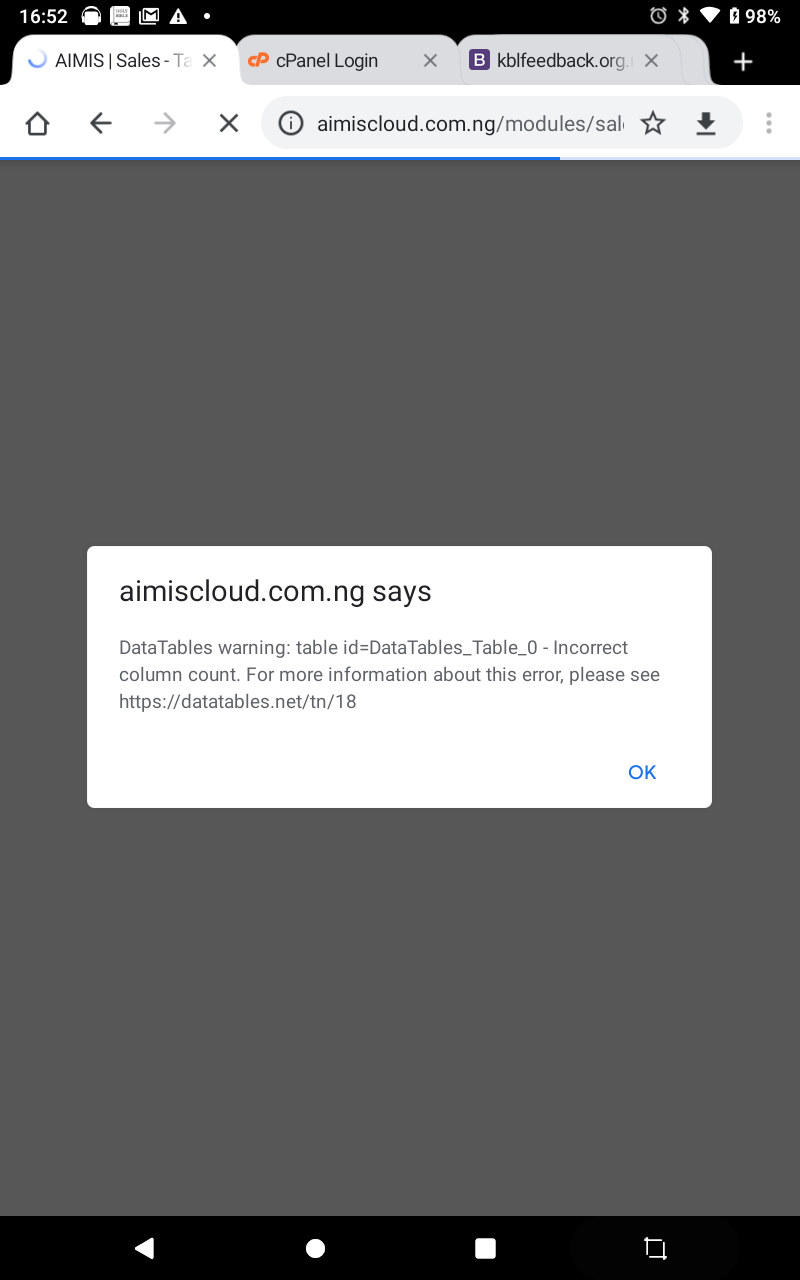 16:52
98%
AIMIS | Sales - Ta
cPanel Login
B kblfeedback.org.
aimiscloud.com.ng/modules/sal
aimiscloud.com.ng says
DataTables warning: table id=DataTables_Table_0 - Incorrect
column count. For more information about this error, please see
https://datatables.net/tn/18
OK